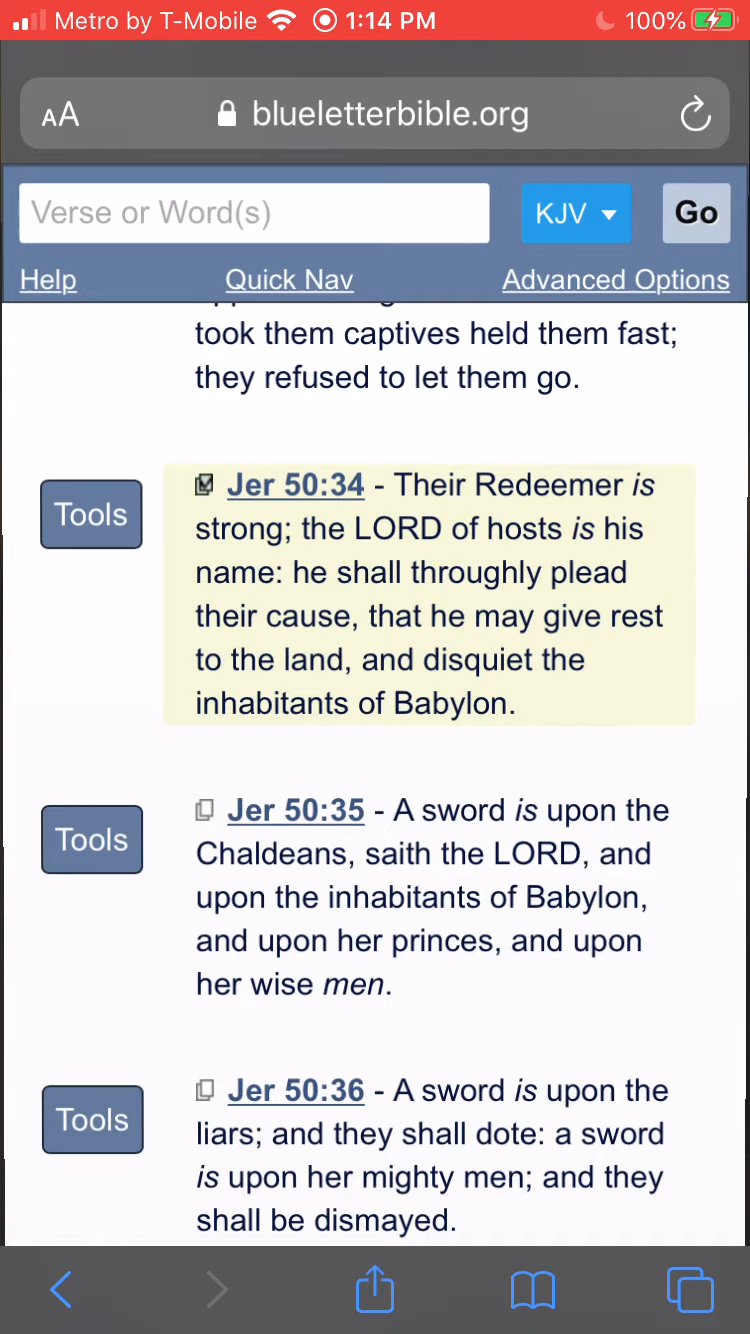 Metro by T-Mobile 1:14 PM 100%
AA blueletterbible.org
Verse or Word(s) KJV Go
Help Quick Nav Advanced Options
took them captives held them fast;
they refused to let them go.
Tools
Jer 50:34 - Their Redeemer is
strong; the LORD of hosts is his
name: he shall throughly plead
their cause, that he may give rest
to the land, and disquiet the
inhabitants of Babylon.
Tools
Jer 50:35 - A sword is upon the
Chaldeans, saith the LORD, and
upon the inhabitants of Babylon,
and upon her princes, and upon
her wise men.
Tools
Jer 50:36 - A sword is upon the
liars; and they shall dote: a sword
is upon her mighty men; and they
shall be dismayed.